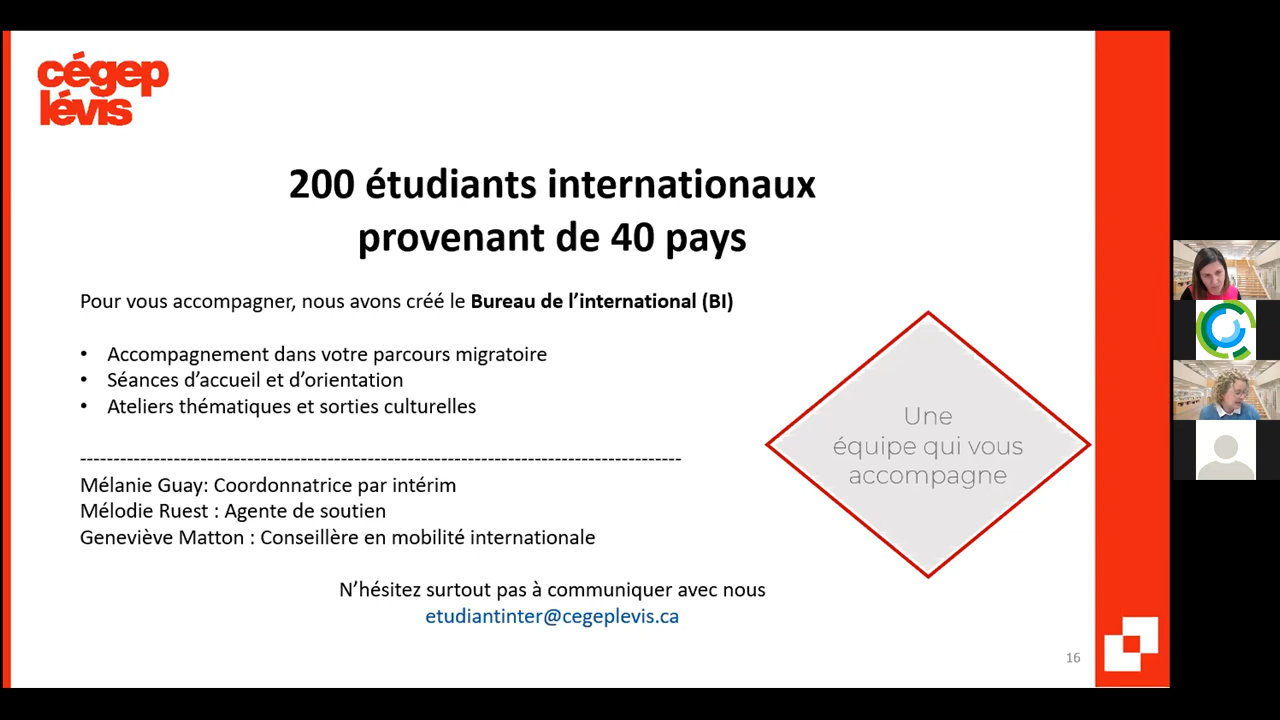 cégep
lévis
200 étudiants internationaux
provenant de 40 pays
Pour vous accompagner, nous avons créé le Bureau de l’international (BI)
• Accompagnement dans votre parcours migratoire
• Séances d’accueil et d’orientation
• Ateliers thématiques et sorties culturelles
------------------------------------------------------------------------------------------
Mélanie Guay: Coordonnatrice par intérim
Mélodie Ruest : Agente de soutien
Geneviève Matton : Conseillère en mobilité internationale
N’hésitez surtout pas à communiquer avec nous
etudiantinter@cegeplevis.ca
Une
équipe qui vous
accompagne
16